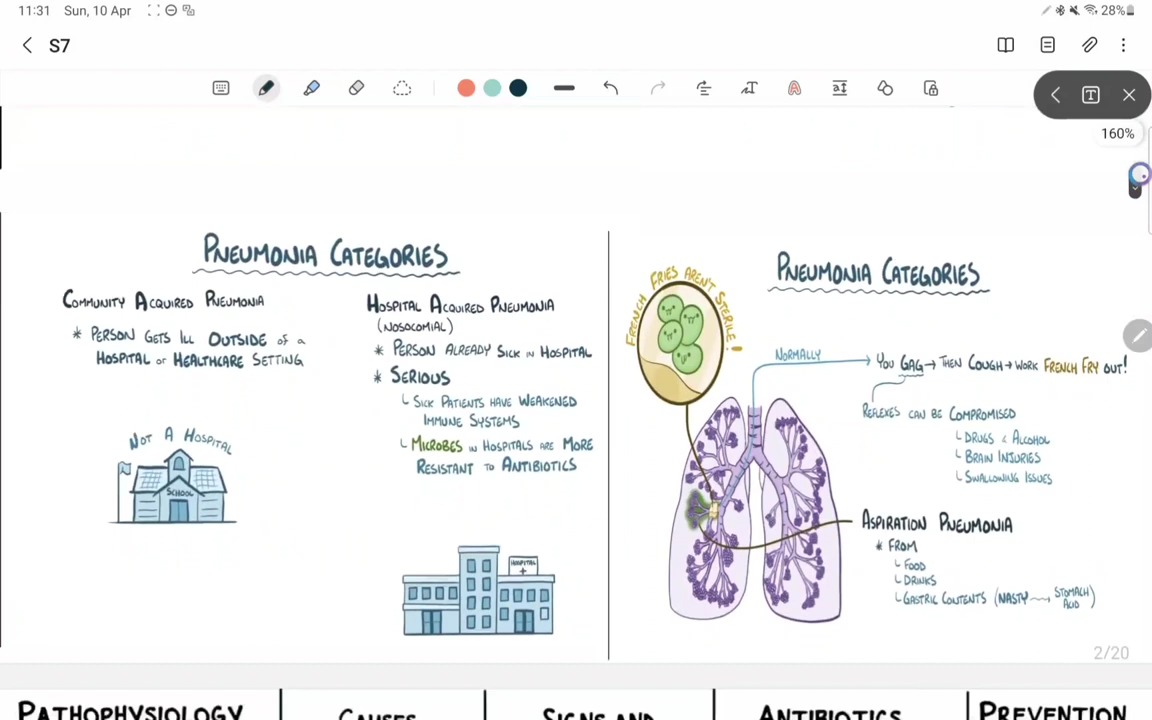 11:31 Sun, 10 Apr
28%
S7
160%
PNEUMONIA CATEGORIES
COMMUNITY ACQUIRED PNEUMONIA
* PERSON GETS ILL OUTSIDE OF A
HOSPITAL OR HEALTHCARE SETTING
NOT A HOSPITAL
SCHOOL
HOSPITAL ACQUIRED PNEUMONIA
(NOSOCOMIAL)
* PERSON ALREADY SICK IN HOSPITAL
* SERIOUS
SICK PATIENTS HAVE WEAKENED
IMMUNE SYSTEMS
MICROBES IN HOSPITALS ARE MORE
RESISTANT TO ANTIBIOTICS
HOSPITAL
PNEUMONIA CATEGORIES
FRENCH FRIES AREN'T STERILE!
NORMALLY
YOU GAG → THEN COUGH → WORK FRENCH FRY OUT!
REFLEXES CAN BE COMPROMISED
DRUGS & ALCOHOL
BRAIN INJURIES
SWALLOWING ISSUES
ASPIRATION PNEUMONIA
* FROM
FOOD
DRINKS
GASTRIC CONTENTS (NASTY → STOMACH
ACID)
2/20
PATHOPHYSIOLOGY
CAUSES
SIGNS AND
ANTIBIOTICS
PREVENTION